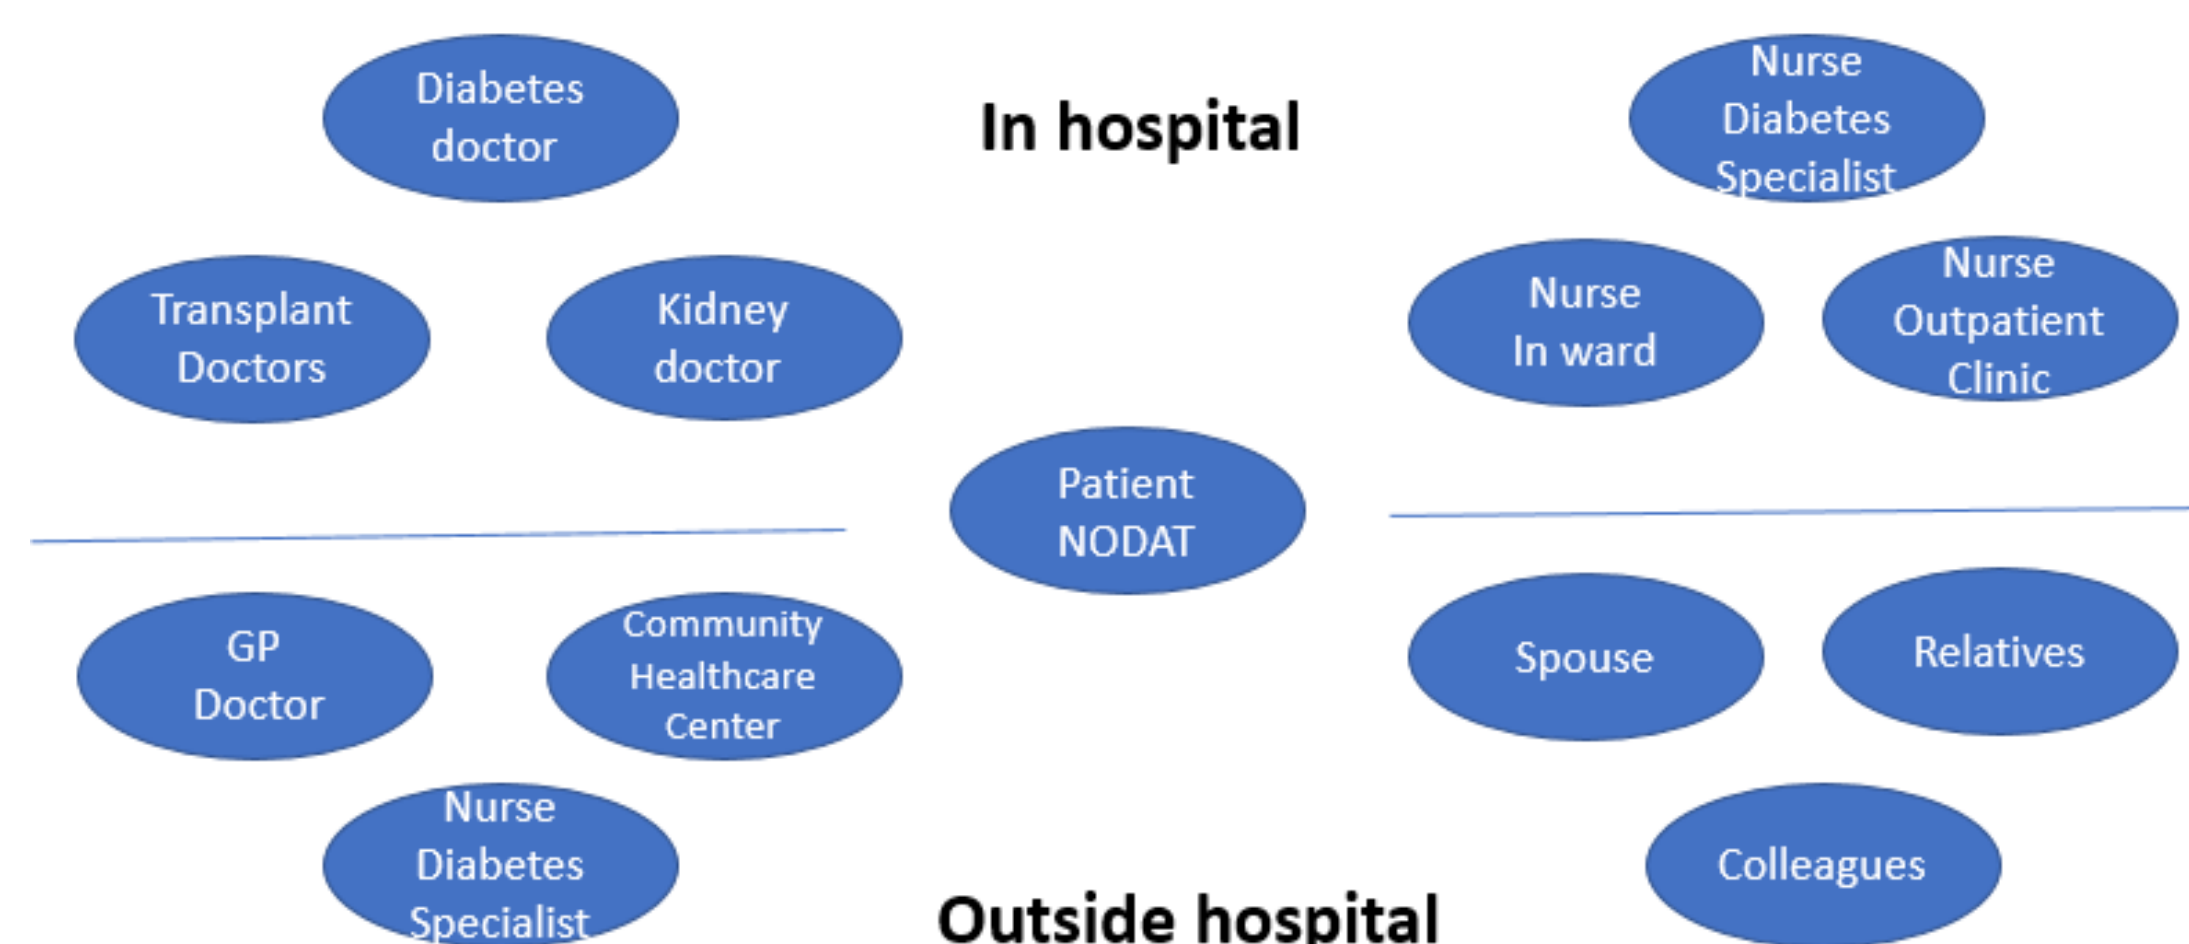 Diabetes
doctor
In hospital
Nurse
Diabetes
Specialist
Transplant
Doctors
Kidney
doctor
Nurse
In ward
Nurse
Outpatient
Clinic
Patient
NODAT
GP
Doctor
Community
Healthcare
Center
Spouse
Relatives
Nurse
Diabetes
Specialist
Colleagues
Outside hospital